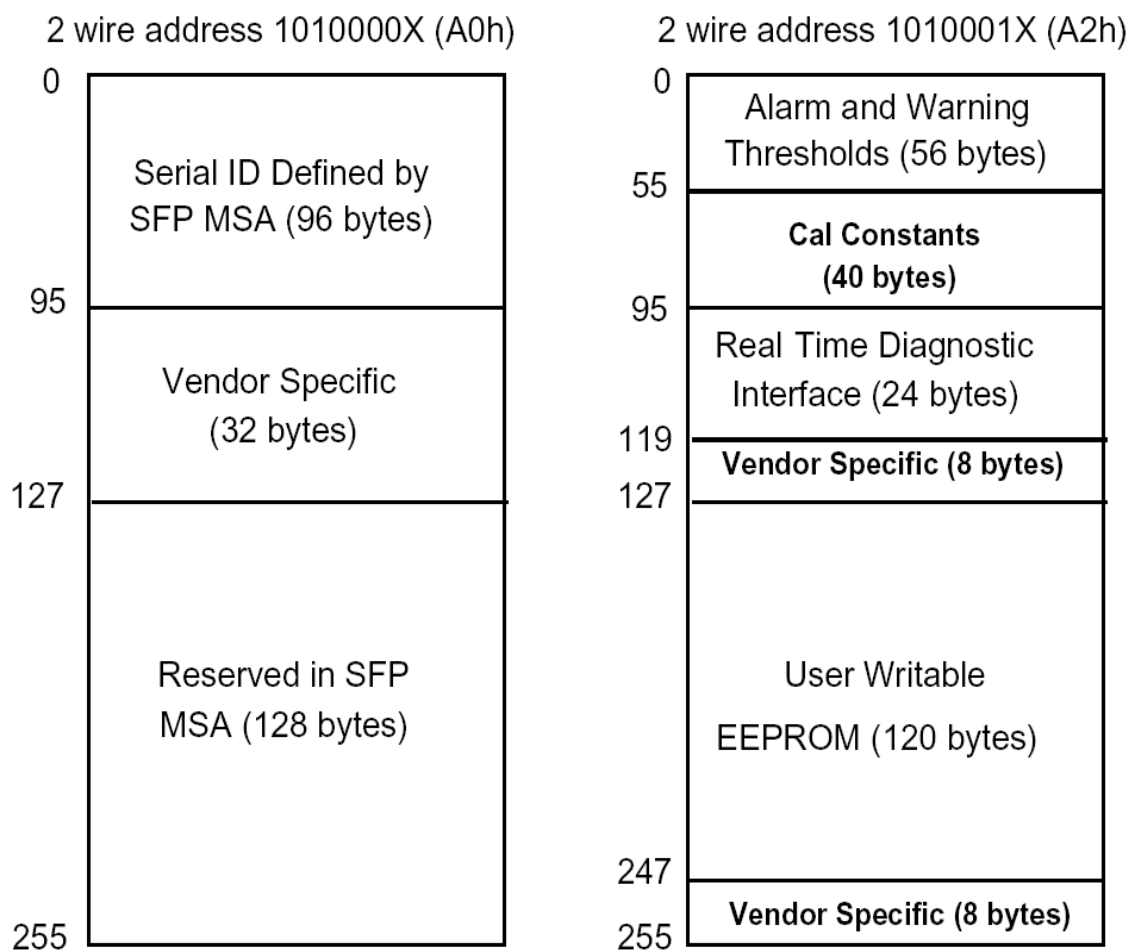 2 wire address 1010000X (A0h)
0
Serial ID Defined by
SFP MSA (96 bytes)
95
Vendor Specific
(32 bytes)
127
Reserved in SFP
MSA (128 bytes)
255
2 wire address 1010001X (A2h)
0
Alarm and Warning
Thresholds (56 bytes)
55
Cal Constants
(40 bytes)
95
Real Time Diagnostic
Interface (24 bytes)
119
Vendor Specific (8 bytes)
127
User Writable
EEPROM (120 bytes)
247
Vendor Specific (8 bytes)
255